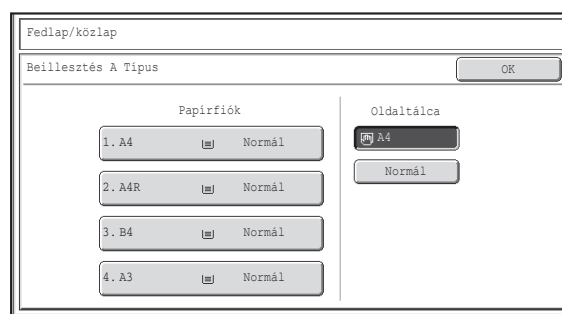 Fedlap/közlap
Beillesztés A Típus
OK
Papírfiók
Oldaltálca
1. A4 Normál
A4
2. A4R Normál
Normál
3. B4 Normál
4. A3 Normál